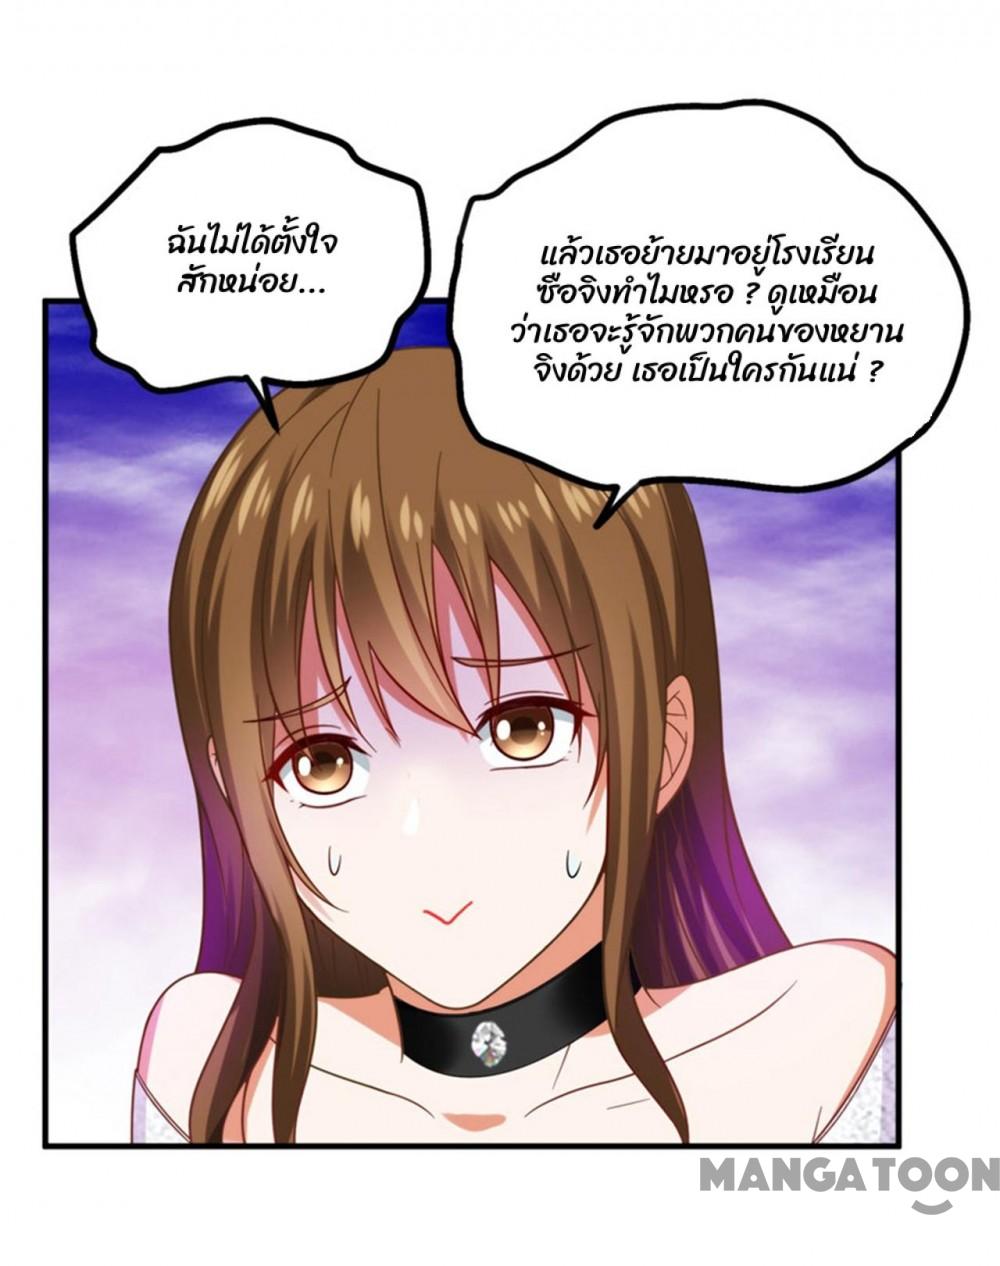 ฉันไม่ได้ตั้งใจ
สักหน่อย...
แล้วเธอย้ายมาอยู่โรงเรียน
ซือจิงทำไมหรอ ? ดูเหมือน
ว่าเธอจะรู้จักพวกคนของหยาน
จิงด้วย เธอเป็นใครกันแน่ ?
MANGATOON